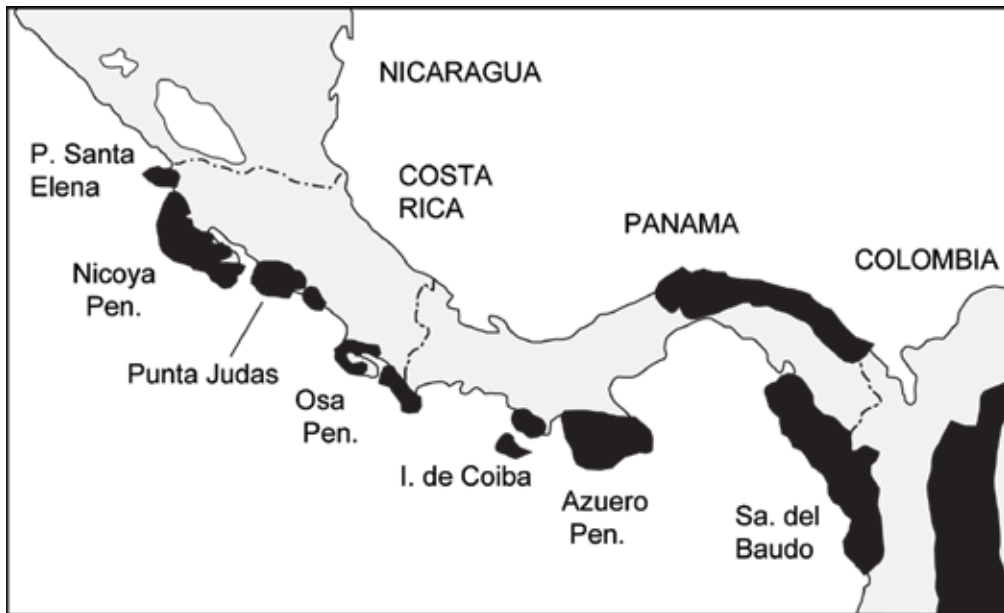 NICARAGUA
P. Santa
Elena
COSTA
RICA
PANAMA
COLOMBIA
Nicoya
Pen.
Punta Judas
Osa
Pen.
I. de Coiba
Azuero
Pen.
Sa. del
Baudo